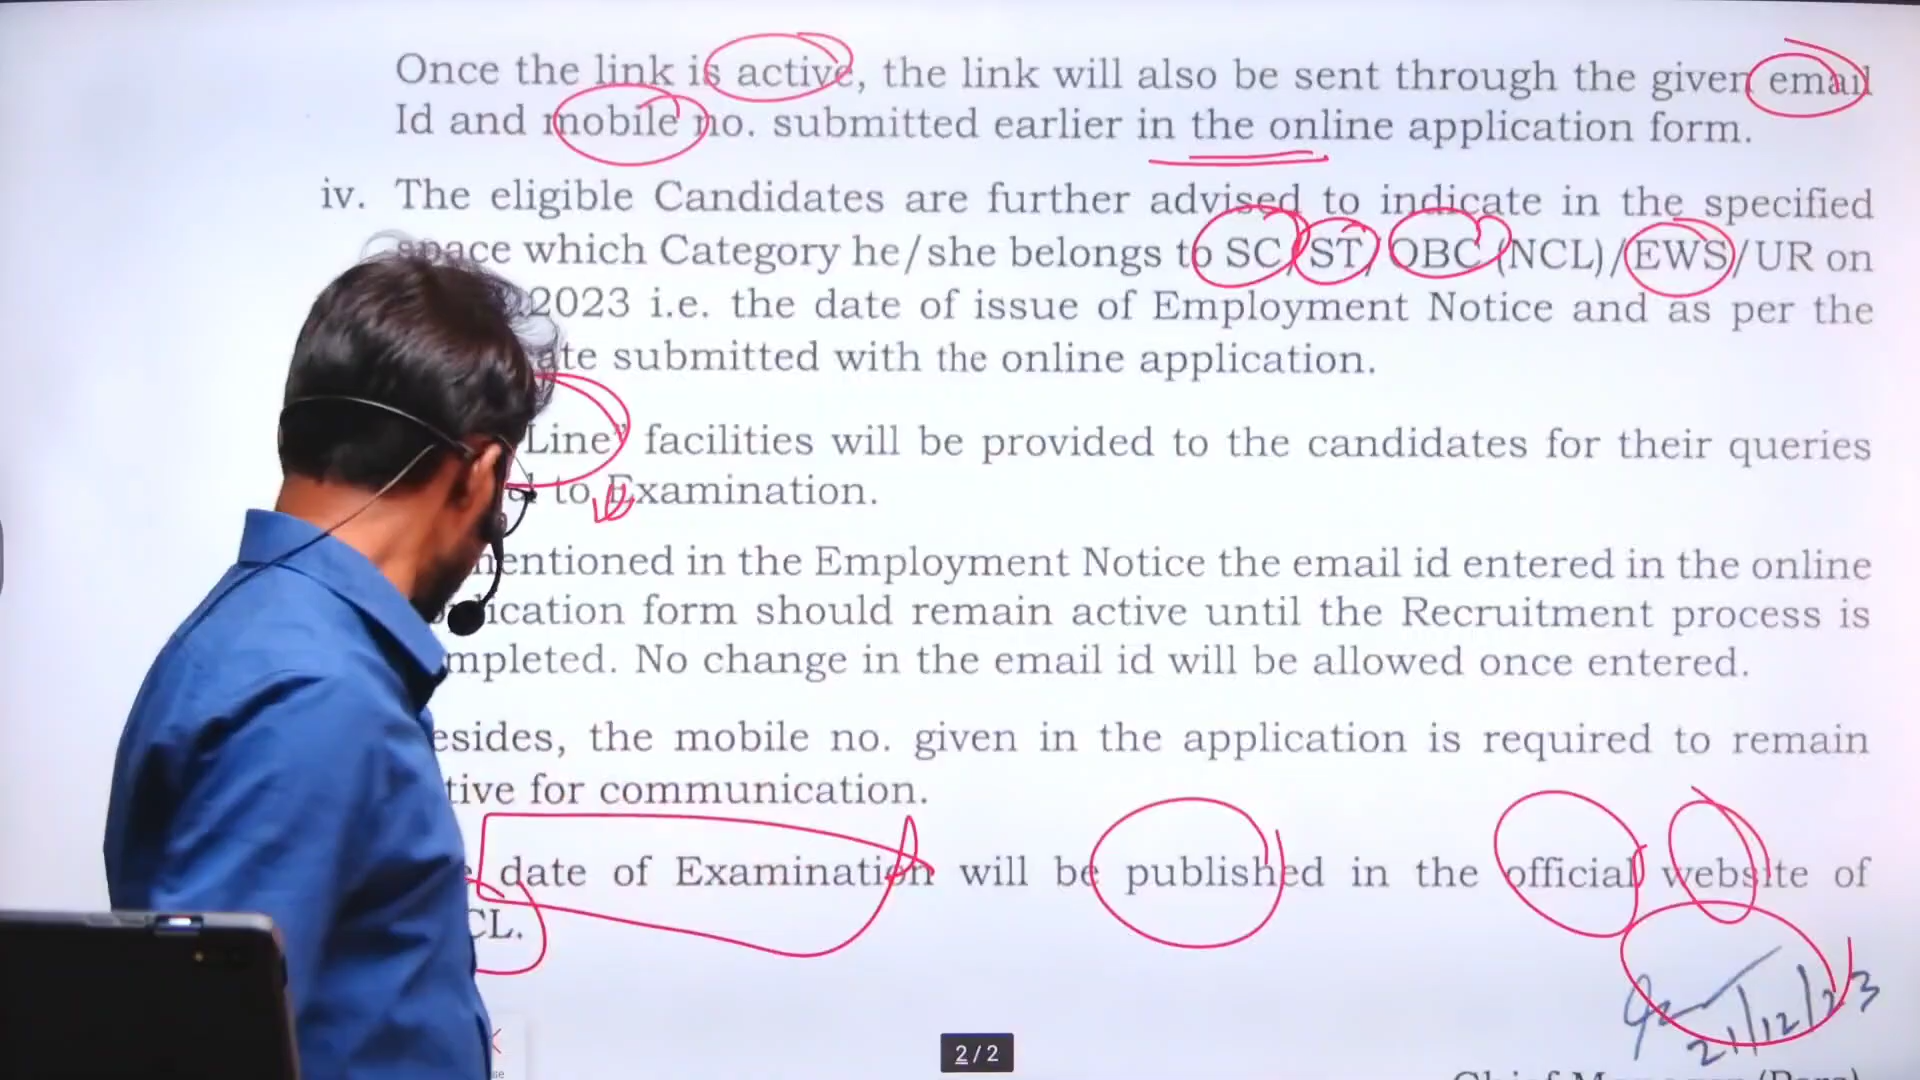 Once the link is active, the link will also be sent through the given email
Id and mobile no. submitted earlier in the online application form.
iv. The eligible Candidates are further advised to indicate in the specified
space which Category he/she belongs to SC/ST/OBC(NCL)/EWS/UR on
2023 i.e. the date of issue of Employment Notice and as per the
submitted with the online application.
Line" facilities will be provided to the candidates for their queries
to Examination.
mentioned in the Employment Notice the email id entered in the online
form should remain active until the Recruitment process is
No change in the email id will be allowed once entered.
the mobile no. given in the application is required to remain
for communication.
date of Examination will be published in the official website of
CL.
21/12/23
2/2